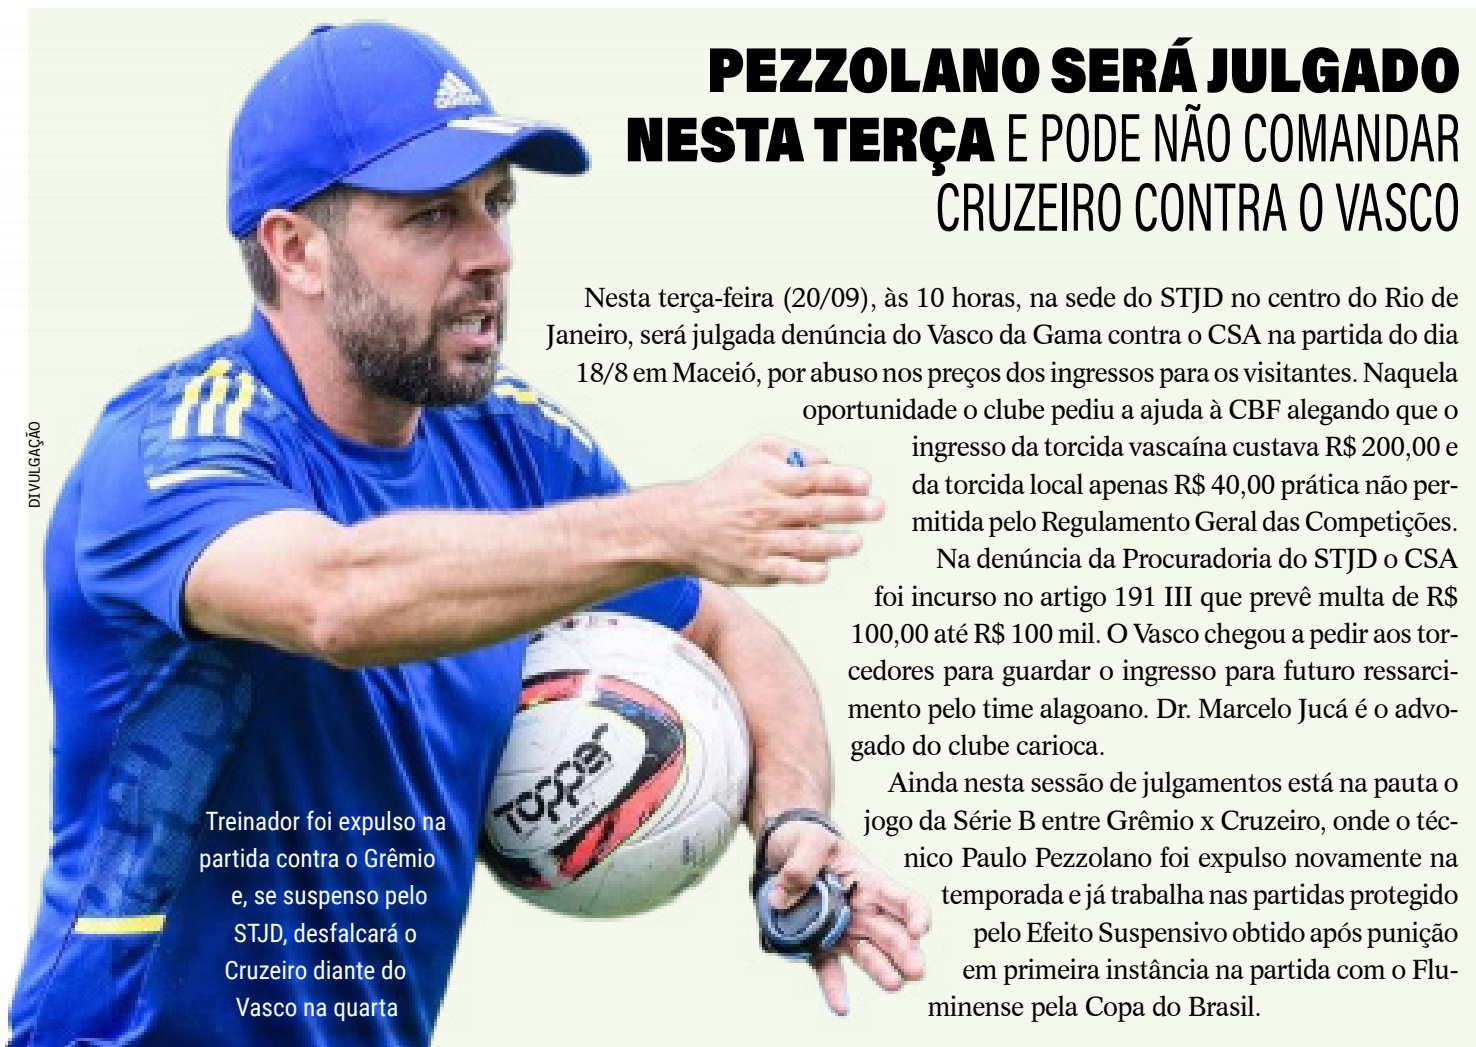 PEZZOLANO SERÁ JULGADO
NESTA TERÇA E PODE NÃO COMANDAR
CRUZEIRO CONTRA O VASCO
Nesta terça-feira (20/09), às 10 horas, na sede do STJD no centro do Rio de
Janeiro, será julgada denúncia do Vasco da Gama contra o CSA na partida do dia
18/8 em Maceió, por abuso nos preços dos ingressos para os visitantes. Naquela
oportunidade o clube pediu a ajuda à CBF alegando que o
ingresso da torcida vascaína custava R$ 200,00 e
da torcida local apenas R$ 40,00 prática não per-
mitida pelo Regulamento Geral das Competições.
Na denúncia da Procuradoria do STJD o CSA
foi incurso no artigo 191 III que prevê multa de R$
100,00 até R$ 100 mil. O Vasco chegou a pedir aos tor-
cedores para guardar o ingresso para futuro ressarci-
mento pelo time alagoano. Dr. Marcelo Jucá é o advo-
gado do clube carioca.
Ainda nesta sessão de julgamentos está na pauta o
jogo da Série B entre Grêmio x Cruzeiro, onde o téc-
nico Paulo Pezzolano foi expulso novamente na
temporada e já trabalha nas partidas protegido
pelo Efeito Suspensivo obtido após punição
em primeira instância na partida com o Flu-
minense pela Copa do Brasil.
DIVULGAÇÃO
Treinador foi expulso na
partida contra o Grêmio
e, se suspenso pelo
STJD, desfalcará o
Cruzeiro diante do
Vasco na quarta
adidas
TOPPER